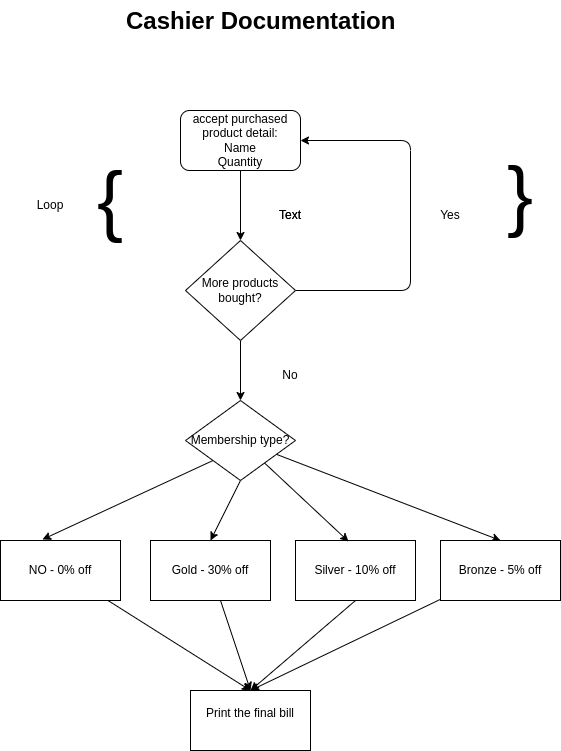 Cashier Documentation
accept purchased
product detail:
Name
Quantity
Loop
{
Text
Yes
}
More products
bought?
No
Membership type?
NO - 0% off
Gold - 30% off
Silver - 10% off
Bronze - 5% off
Print the final bill